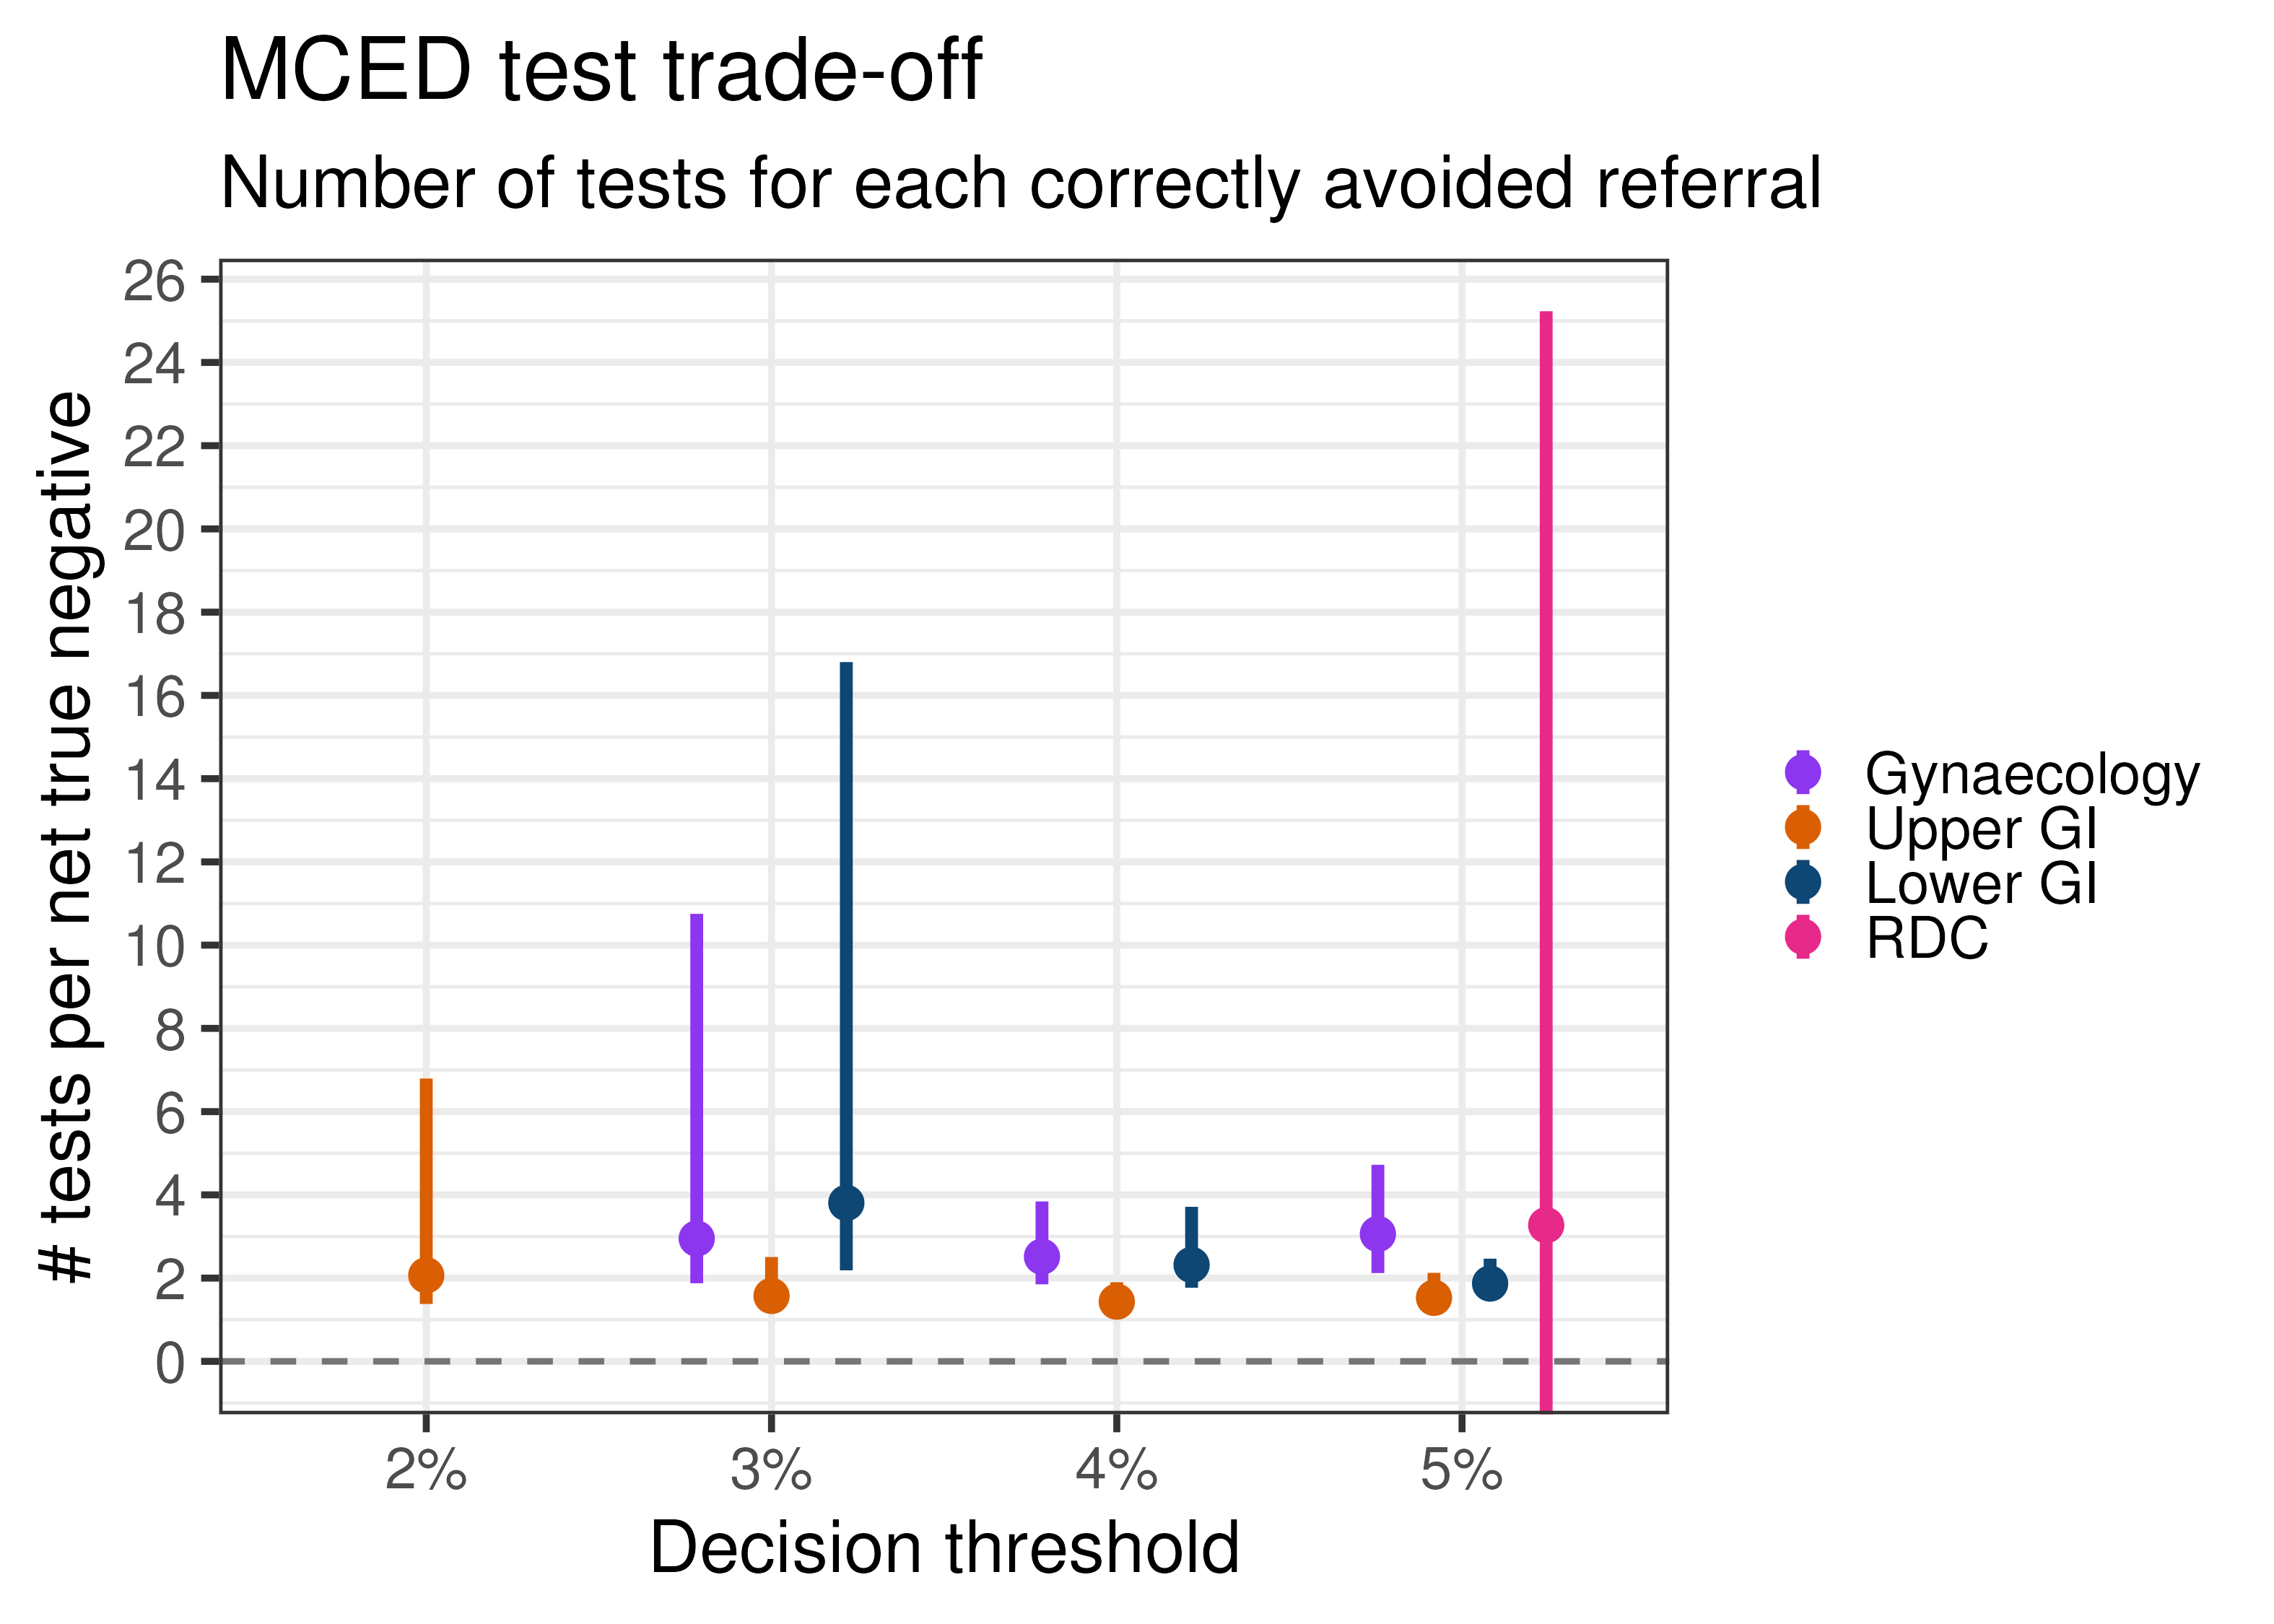 MCED test trade-off
Number of tests for each correctly avoided referral
# tests per net true negative
26
24
22
20
18
16
14
12
10
8
6
4
2
0
2%
3%
4%
5%
Decision threshold
Gynaecology
Upper GI
Lower GI
RDC